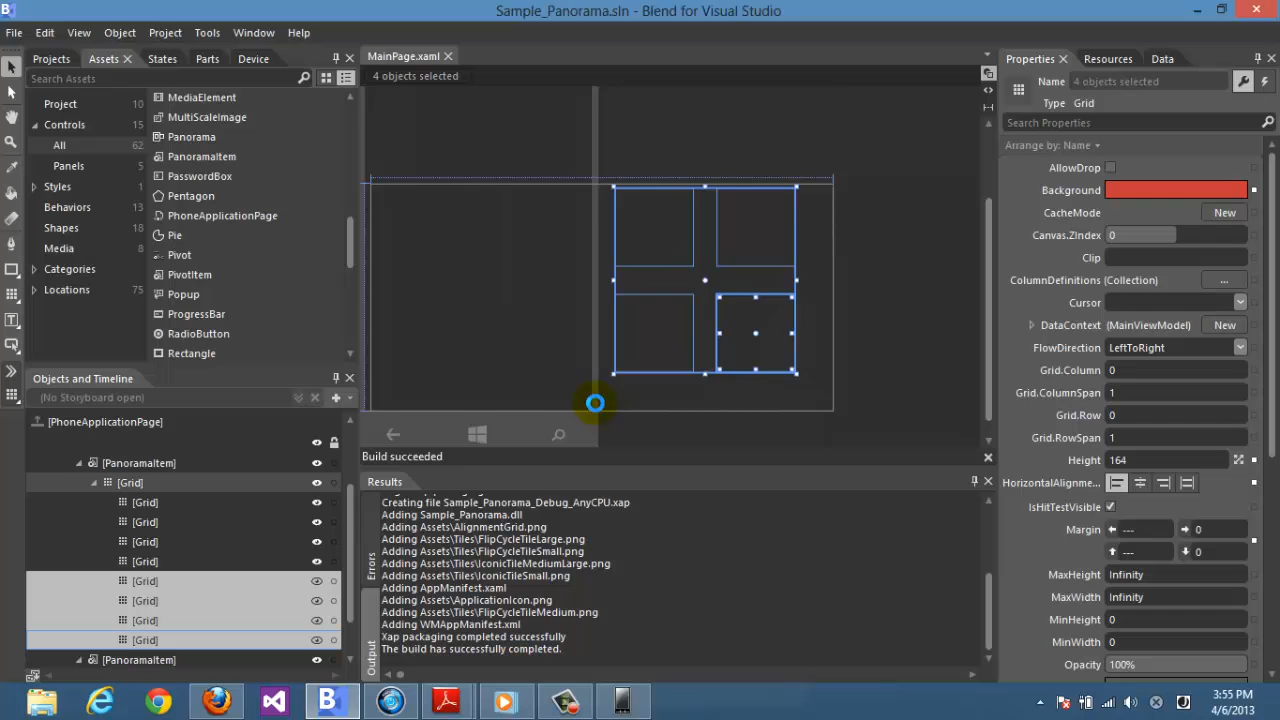 Sample_Panorama.sln - Blend for Visual Studio
File Edit View Object Project Tools Window Help
Projects Assets States Parts Device
Search Assets
Project 10
Controls 15
All 62
Panels 5
Styles 1
Behaviors 13
Shapes 18
Media 8
Categories
Locations 75
MediaElement
MultiScaleImage
Panorama
PanoramaItem
PasswordBox
Pentagon
PhoneApplicationPage
Pie
Pivot
PivotItem
Popup
ProgressBar
RadioButton
Rectangle
Objects and Timeline
(No Storyboard open)
[PhoneApplicationPage]
[PanoramaItem]
[Grid]
[Grid]
[Grid]
[Grid]
[Grid]
[Grid]
[Grid]
[Grid]
[Grid]
[PanoramaItem]
MainPage.xaml
4 objects selected
Build succeeded
Results
Errors
Output
Creating file Sample_Panorama_Debug_AnyCPU.xap
Adding Sample_Panorama.dll
Adding Assets\AlignmentGrid.png
Adding Assets\Tiles\FlipCycleTileLarge.png
Adding Assets\Tiles\FlipCycleTileSmall.png
Adding Assets\Tiles\IconicTileMediumLarge.png
Adding Assets\Tiles\IconicTileSmall.png
Adding AppManifest.xaml
Adding Assets\ApplicationIcon.png
Adding Assets\Tiles\FlipCycleTileMedium.png
Adding WMAppManifest.xml
Xap packaging completed successfully
The build has successfully completed.
Properties Resources Data
Name 4 objects selected
Type Grid
Search Properties
Arrange by: Name
AllowDrop
Background
CacheMode New
Canvas.ZIndex 0
Clip
ColumnDefinitions (Collection) ...
Cursor
DataContext (MainViewModel) New
FlowDirection LeftToRight
Grid.Column 0
Grid.ColumnSpan 1
Grid.Row 0
Grid.RowSpan 1
Height 164
HorizontalAlignme...
IsHitTestVisible
Margin --- 0
--- 0
MaxHeight Infinity
MaxWidth Infinity
MinHeight 0
MinWidth 0
Opacity 100%
3:55 PM
4/6/2013